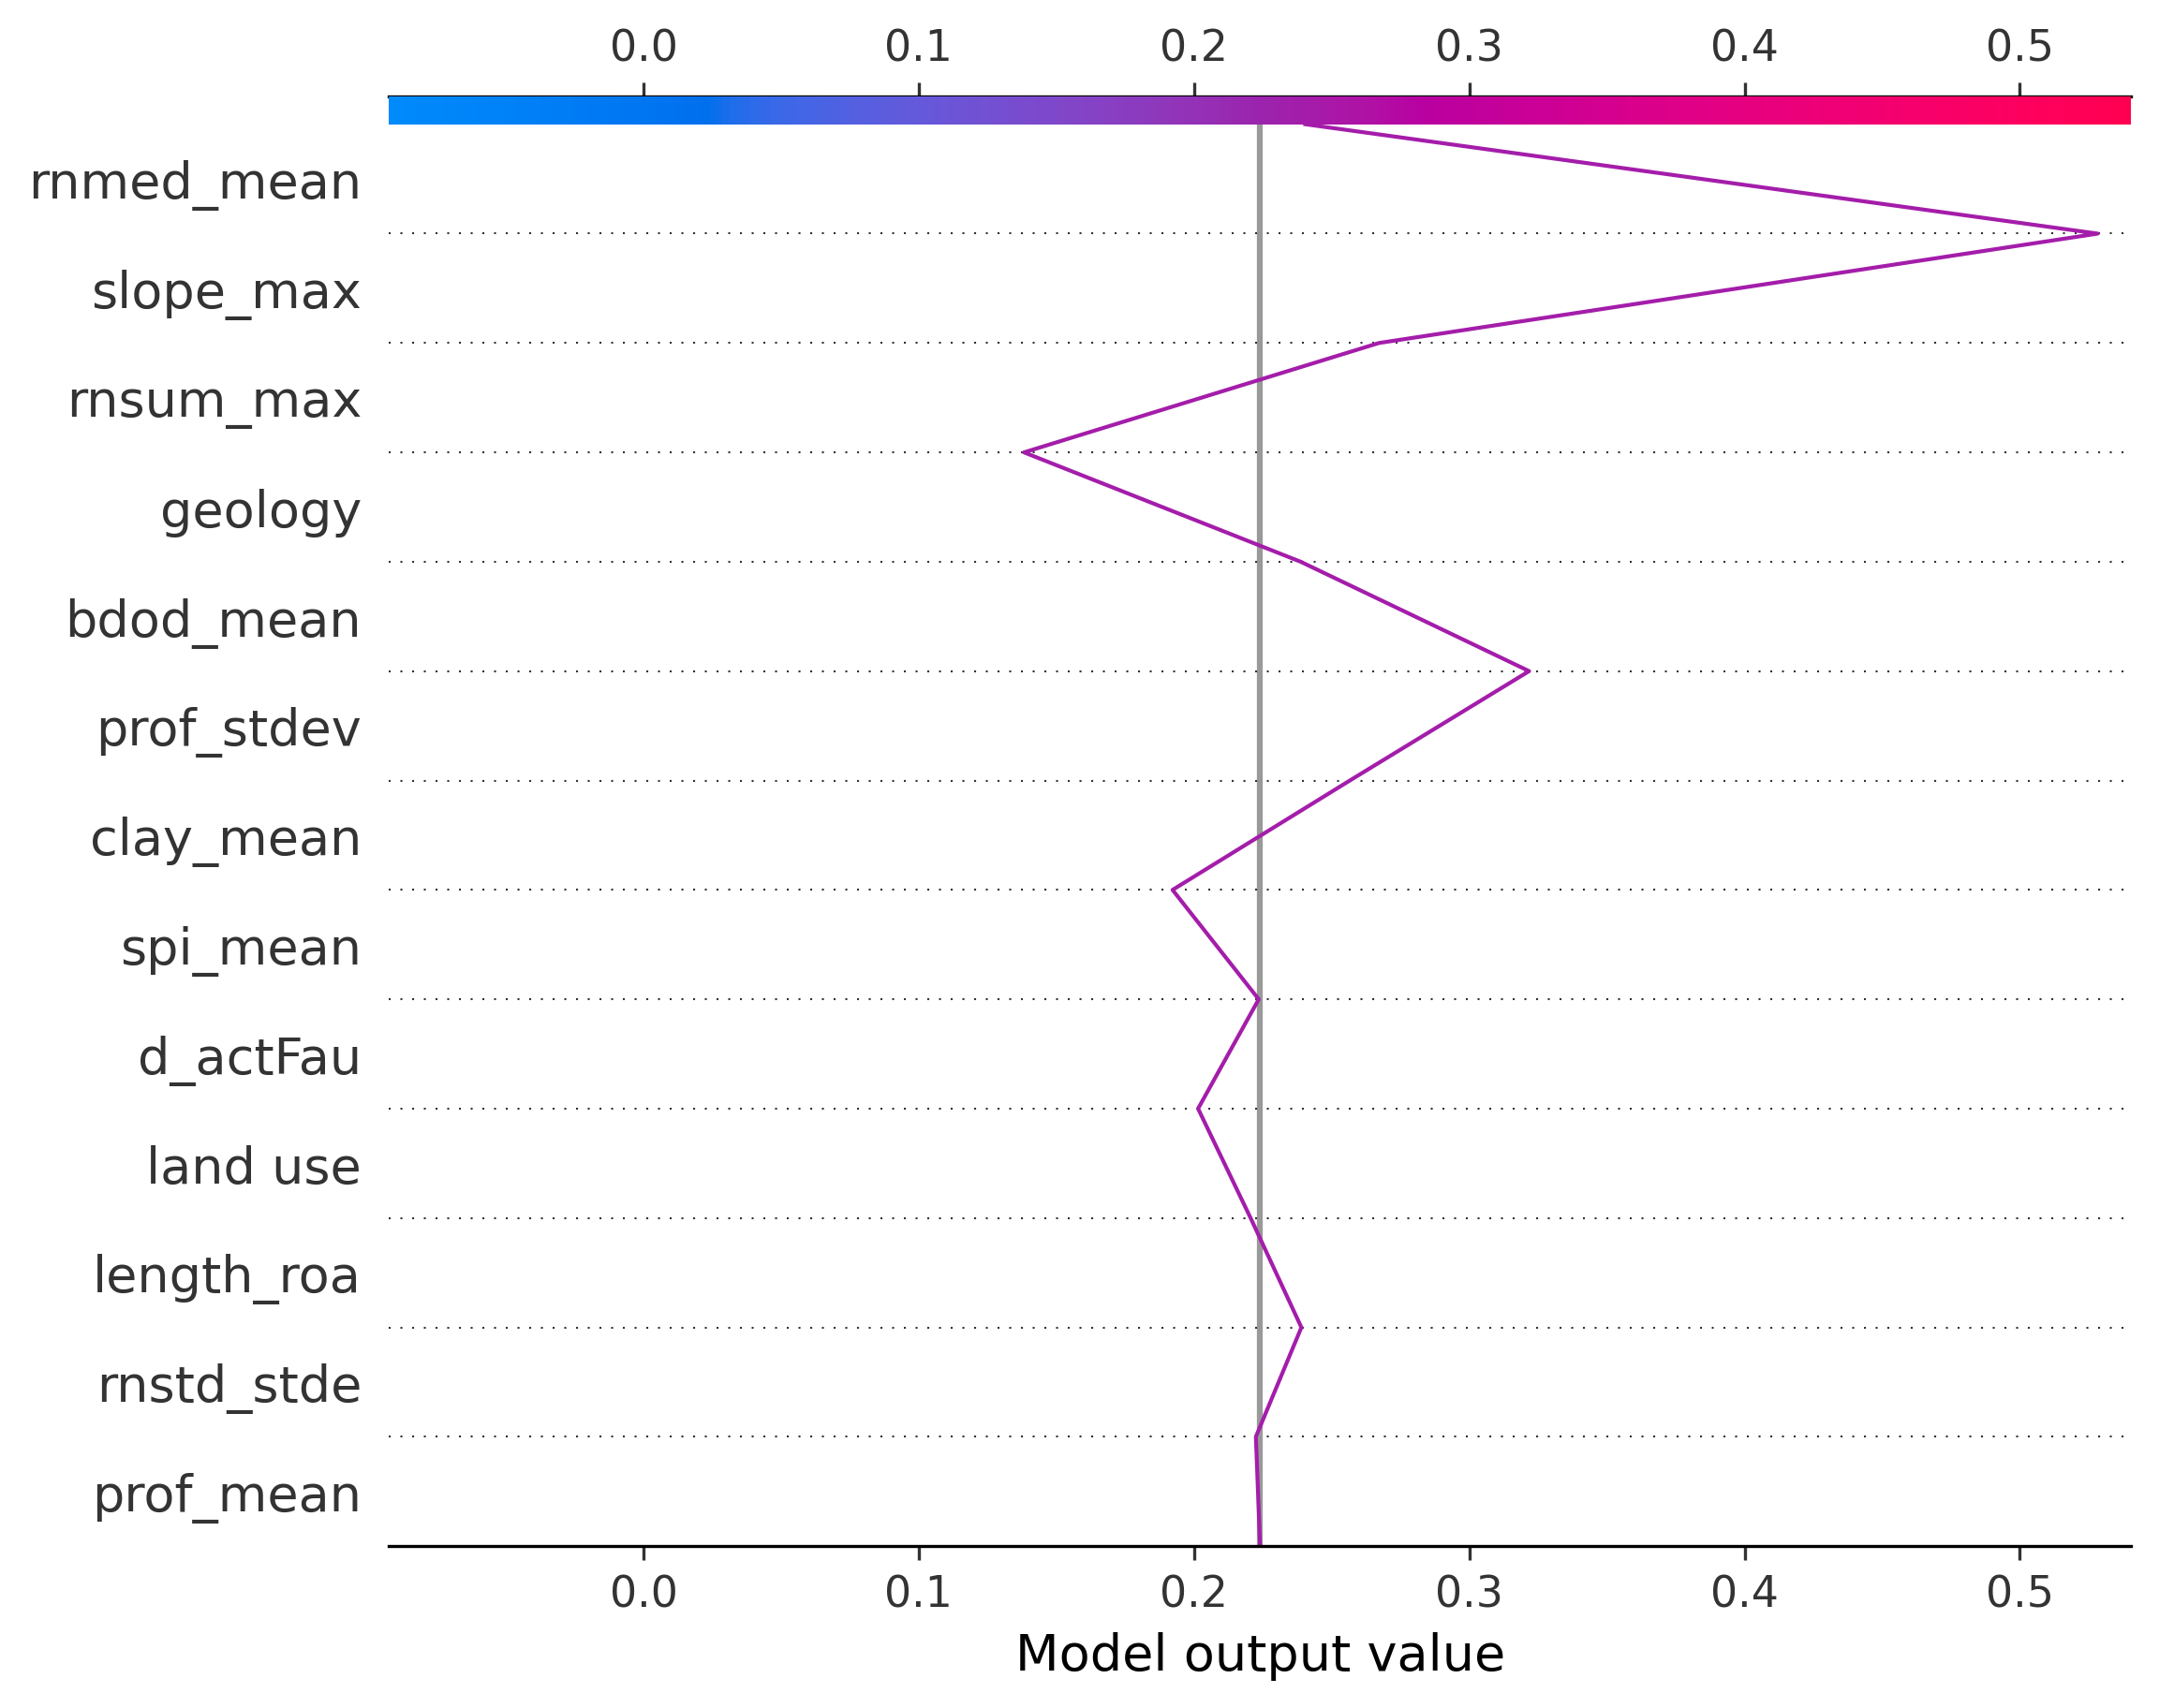 0.0 0.1 0.2 0.3 0.4 0.5
rnmed_mean
slope_max
rnsum_max
geology
bdod_mean
prof_stdev
clay_mean
spi_mean
d_actFau
land use
length_roa
rnstd_stde
prof_mean
0.0 0.1 0.2 0.3 0.4 0.5
Model output value